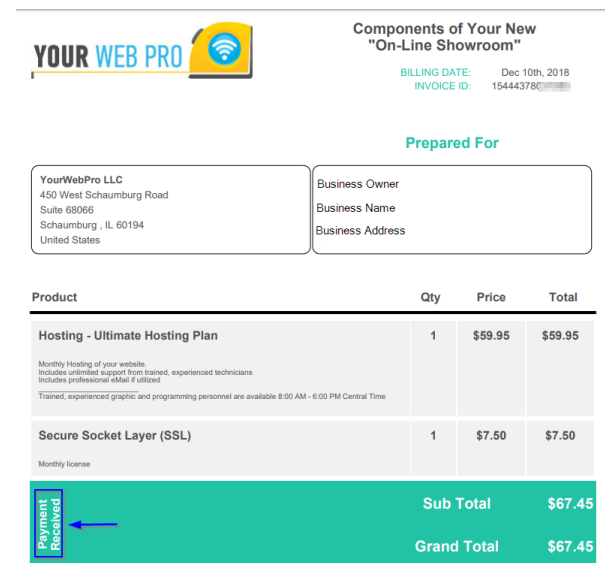 YOUR WEB PRO
Components of Your New
"On-Line Showroom"
BILLING DATE: Dec 10th, 2018
INVOICE ID: 154443780
Prepared For
YourWebPro LLC
450 West Schaumburg Road
Suite 68066
Schaumburg , IL 60194
United States
Business Owner
Business Name
Business Address
Product Qty Price Total
Hosting - Ultimate Hosting Plan 1 $59.95 $59.95
Monthly Hosting of your website.
Includes unlimited support from trained, experienced technicians
Includes professional eMail if utilized
Trained, experienced graphic and programming personnel are available 8:00 AM - 6:00 PM Central Time
Secure Socket Layer (SSL) 1 $7.50 $7.50
Monthly license
Payment
Received
Sub Total $67.45
Grand Total $67.45